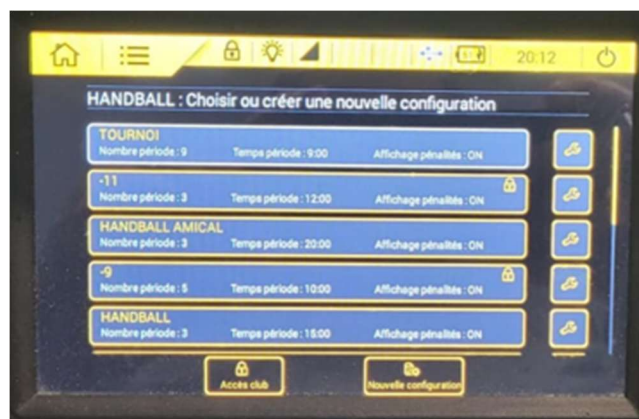 20:12
HANDBALL : Choisir ou créer une nouvelle configuration
TOURNOI
Nombre période : 9 Temps période : 9:00 Affichage pénalités : ON
-11
Nombre période : 3 Temps période : 12:00 Affichage pénalités : ON
HANDBALL AMICAL
Nombre période : 3 Temps période : 20:00 Affichage pénalités : ON
-9
Nombre période : 5 Temps période : 10:00 Affichage pénalités : ON
HANDBALL
Nombre période : 3 Temps période : 15:00 Affichage pénalités : ON
Accès club Nouvelle configuration